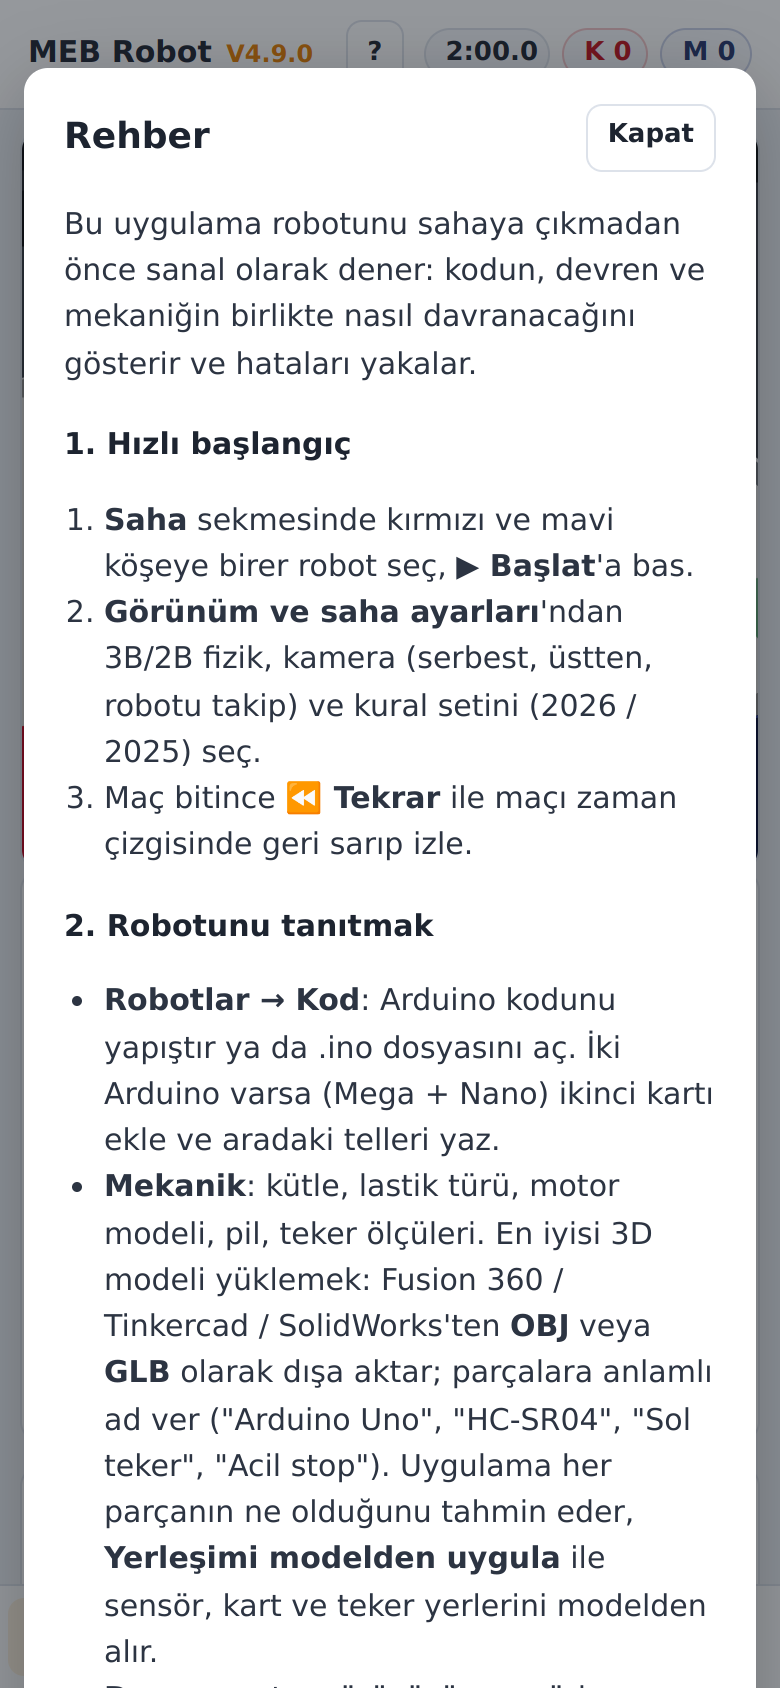 MEB Robot V4.9.0 ? 2:00.0 K 0 M 0
Rehber Kapat
Bu uygulama robotunu sahaya çıkmadan
önce sanal olarak dener: kodun, devren ve
mekaniğin birlikte nasıl davranacağını
gösterir ve hataları yakalar.
1. Hızlı başlangıç
1. Saha sekmesinde kırmızı ve mavi
köşeye birer robot seç, ▶ Başlat'a bas.
2. Görünüm ve saha ayarları'ndan
3B/2B fizik, kamera (serbest, üstten,
robotu takip) ve kural setini (2026 /
2025) seç.
3. Maç bitince ⏪ Tekrar ile maçı zaman
çizgisinde geri sarıp izle.
2. Robotunu tanıtmak
• Robotlar → Kod: Arduino kodunu
yapıştır ya da .ino dosyasını aç. İki
Arduino varsa (Mega + Nano) ikinci kartı
ekle ve aradaki telleri yaz.
• Mekanik: kütle, lastik türü, motor
modeli, pil, teker ölçüleri. En iyisi 3D
modeli yüklemek: Fusion 360 /
Tinkercad / SolidWorks'ten OBJ veya
GLB olarak dışa aktar; parçalara anlamlı
ad ver ("Arduino Uno", "HC-SR04", "Sol
teker", "Acil stop"). Uygulama her
parçanın ne olduğunu tahmin eder,
Yerleşimi modelden uygula ile
sensör, kart ve teker yerlerini modelden
alır.